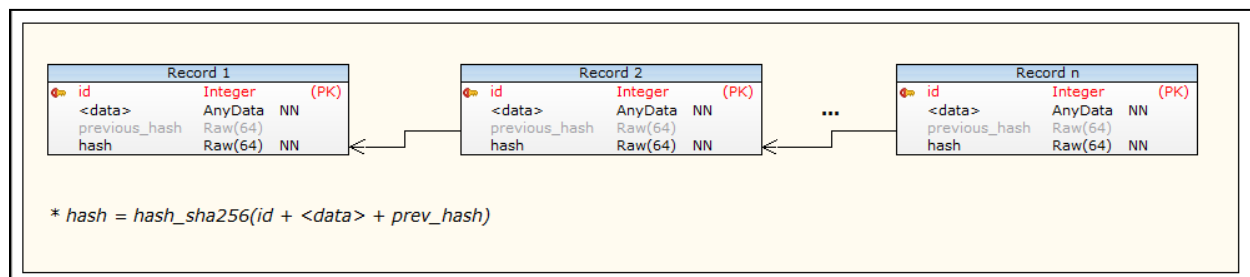 Record 1
id Integer (PK)
<data> AnyData NN
previous_hash Raw(64)
hash Raw(64) NN
Record 2
id Integer (PK)
<data> AnyData NN
previous_hash Raw(64)
hash Raw(64) NN
...
Record n
id Integer (PK)
<data> AnyData NN
previous_hash Raw(64)
hash Raw(64) NN
* hash = hash_sha256(id + <data> + prev_hash)